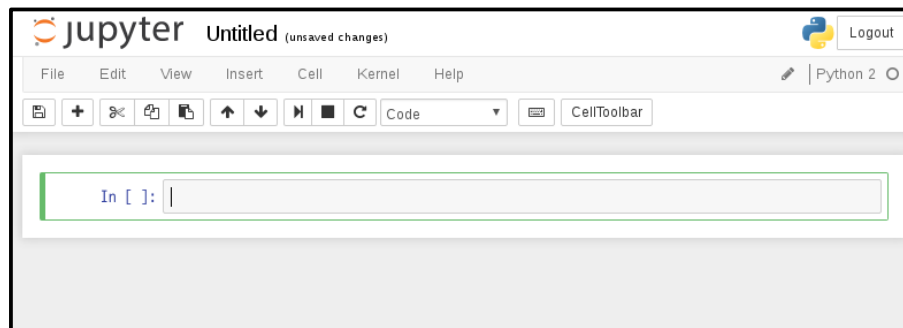 jupyter Untitled (unsaved changes) Logout
File Edit View Insert Cell Kernel Help Python 2
Code CellToolbar
In [ ]: